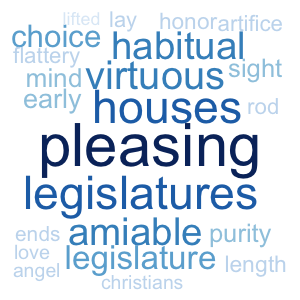 lifted lay honor artifice
choice habitual
flattery
mind virtuous sight
early houses rod
pleasing
legislatures
ends amiable purity
love legislature length
angel
christians